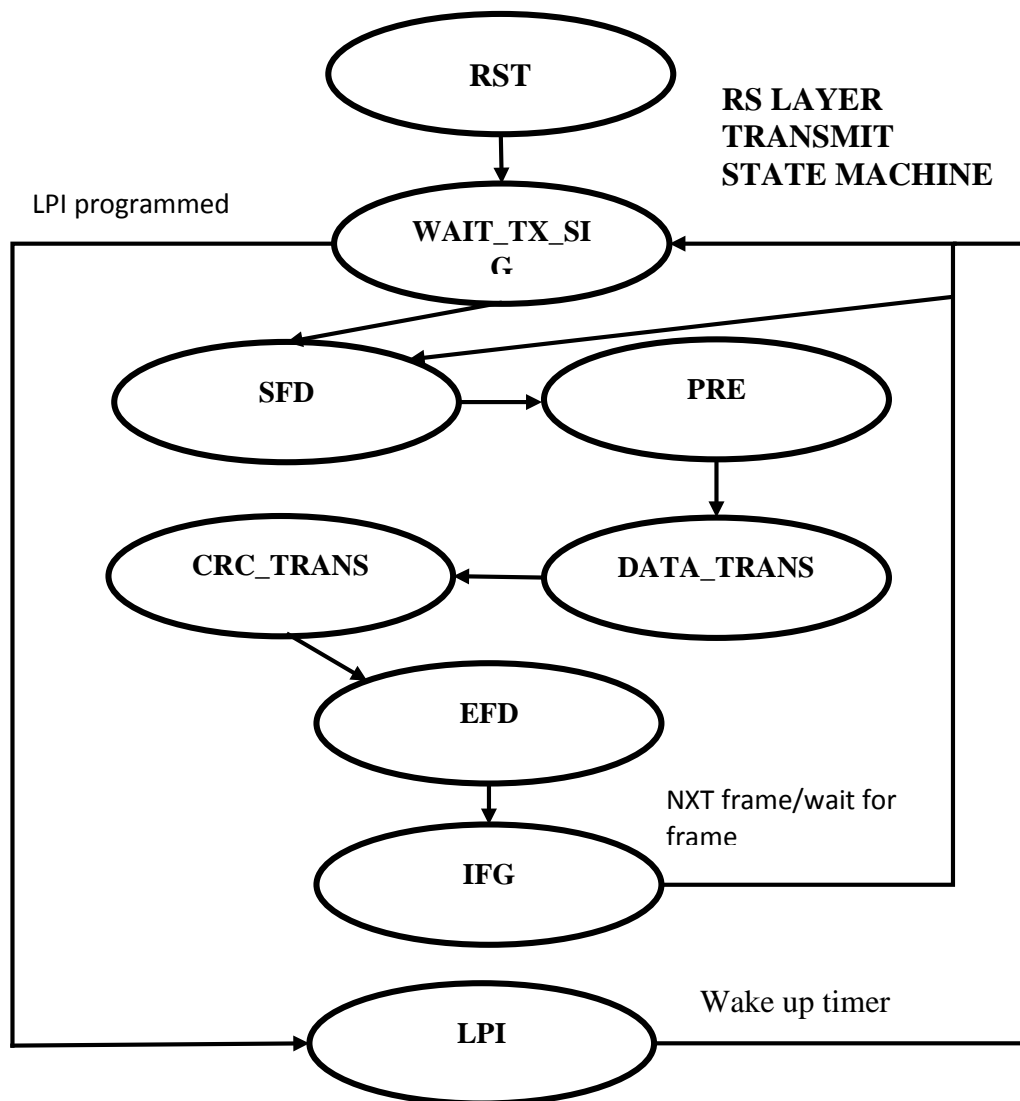 RST
RS LAYER
TRANSMIT
STATE MACHINE
LPI programmed
WAIT_TX_SI
G
SFD
PRE
CRC_TRANS
DATA_TRANS
EFD
NXT frame/wait for
frame
IFG
Wake up timer
LPI